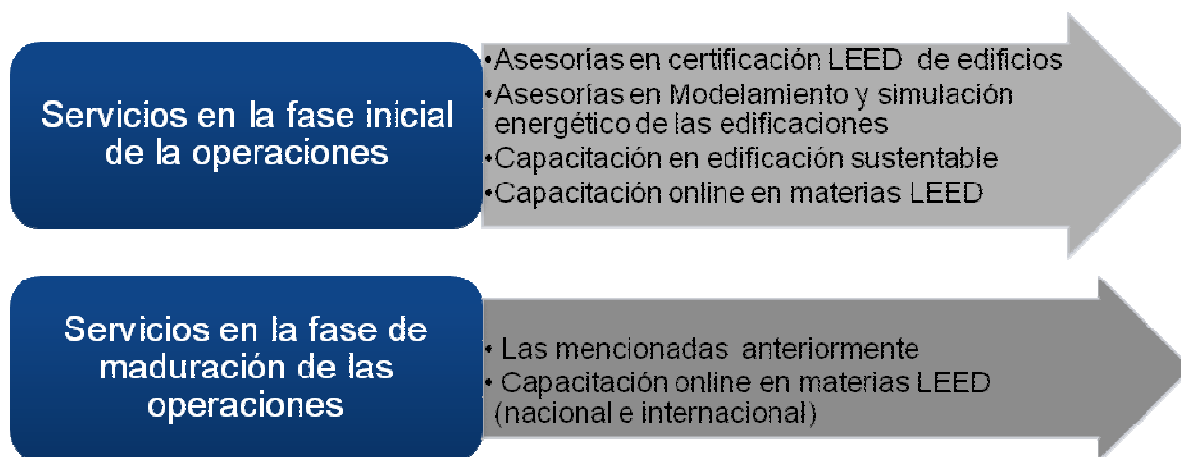 Servicios en la fase inicial
de la operaciones
•Asesorías en certificación LEED de edificios
•Asesorías en Modelamiento y simulación
energético de las edificaciones
•Capacitación en edificación sustentable
•Capacitación online en materias LEED
Servicios en la fase de
maduración de las
operaciones
• Las mencionadas anteriormente
• Capacitación online en materias LEED
(nacional e internacional)